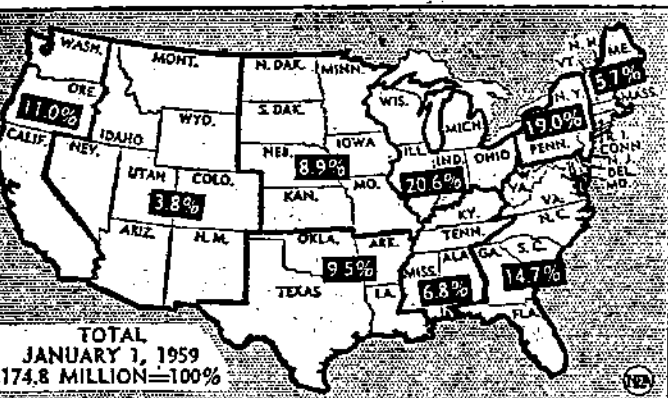 WASH.
MONT.
N. DAK.
MINN.
N. H.
VT.
ME.
5.7%
MASS.
ORE.
11.0%
S. DAK.
WIS.
MICH.
N. Y.
19.0%
R. I.
CONN.
N. J.
DEL.
MD.
IDAHO
WYO.
IOWA
PENN.
CALIF.
NEV.
UTAH
COLO.
3.8%
NEB.
8.9%
ILL.
IND.
OHIO
20.6%
KAN.
MO.
KY.
VA.
VA.
N. C.
ARIZ.
N. M.
OKLA.
ARK.
9.5%
TENN.
MISS.
ALA.
GA.
S. C.
6.8%
14.7%
TEXAS
LA.
FLA.
TOTAL
JANUARY 1, 1959
174.8 MILLION=100%